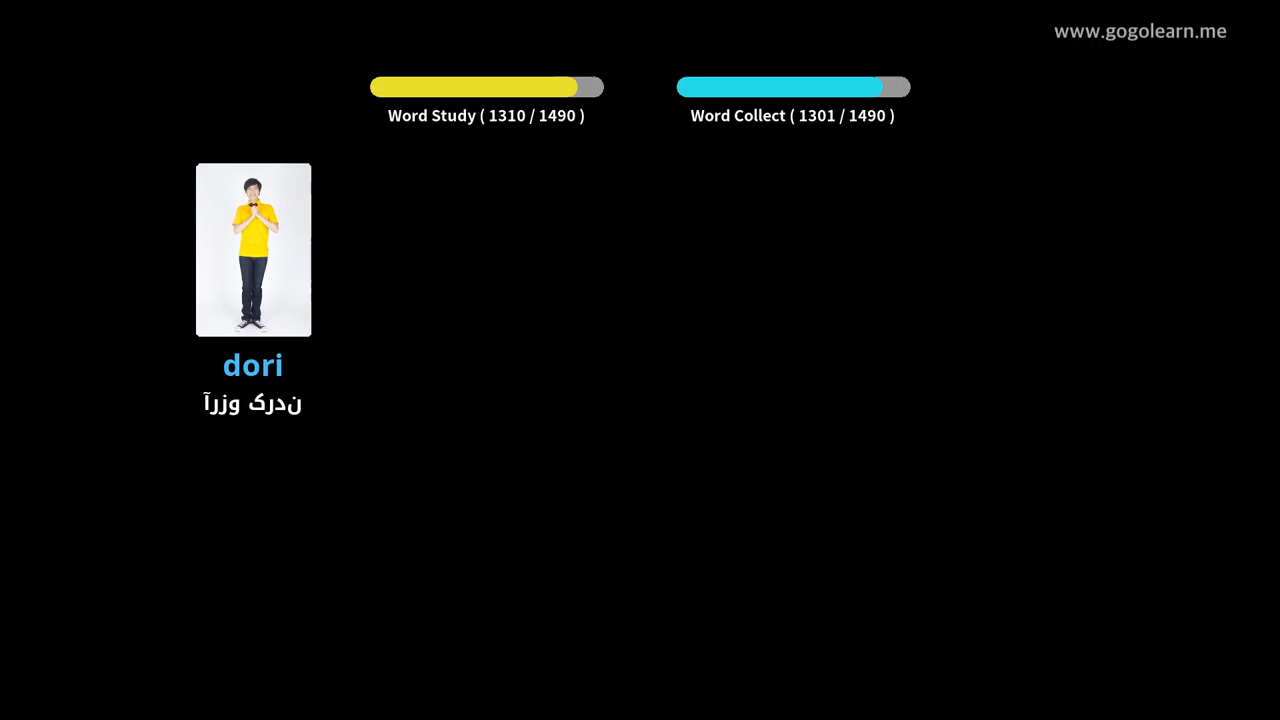 www.gogolearn.me
Word Study ( 1310 / 1490 )
Word Collect ( 1301 / 1490 )
dori
آرزو کردن